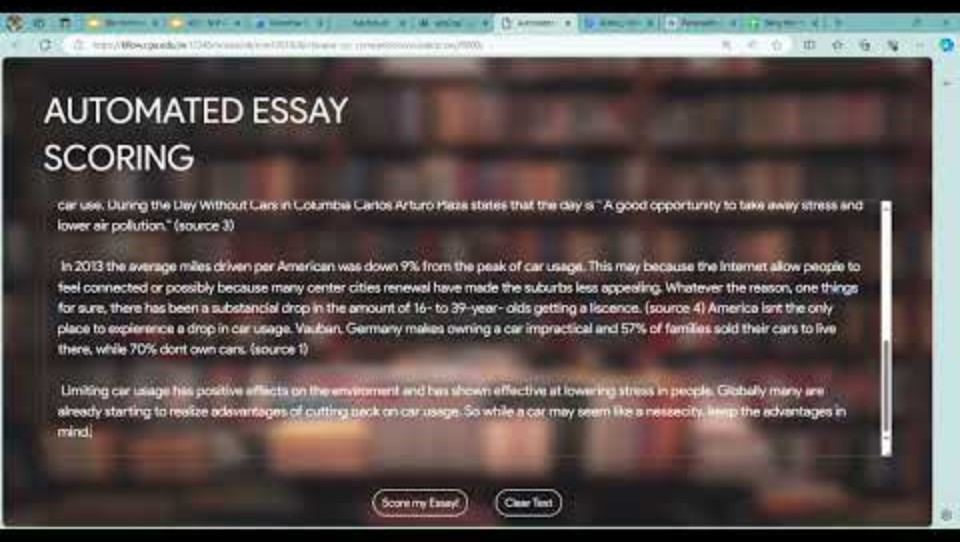 AUTOMATED ESSAY
SCORING
car use. During the Day Without Cars in Columbia Carlos Arturo Plaza states that the day is " A good opportunity to take away stress and
lower air pollution." (source 3)
In 2013 the average miles driven per American was down 9% from the peak of car usage. This may because the Internet allow people to
feel connected or possibly because many center cities renewal have made the suburbs less appealing. Whatever the reason, one things
for sure, there has been a substancial drop in the amount of 16- to 39-year- olds getting a liscence. (source 4) America isnt the only
place to expierence a drop in car usage. Vauban, Germany makes owning a car impractical and 57% of families sold their cars to live
there, while 70% dont own cars. (source 1)
Limiting car usage has positive effects on the enviroment and has shown effective at lowering stress in people. Globally many are
already starting to realize adavantages of cutting back on car usage. So while a car may seem like a nessecity, keep the advantages in
mind.
Score my Essay!
Clear Text